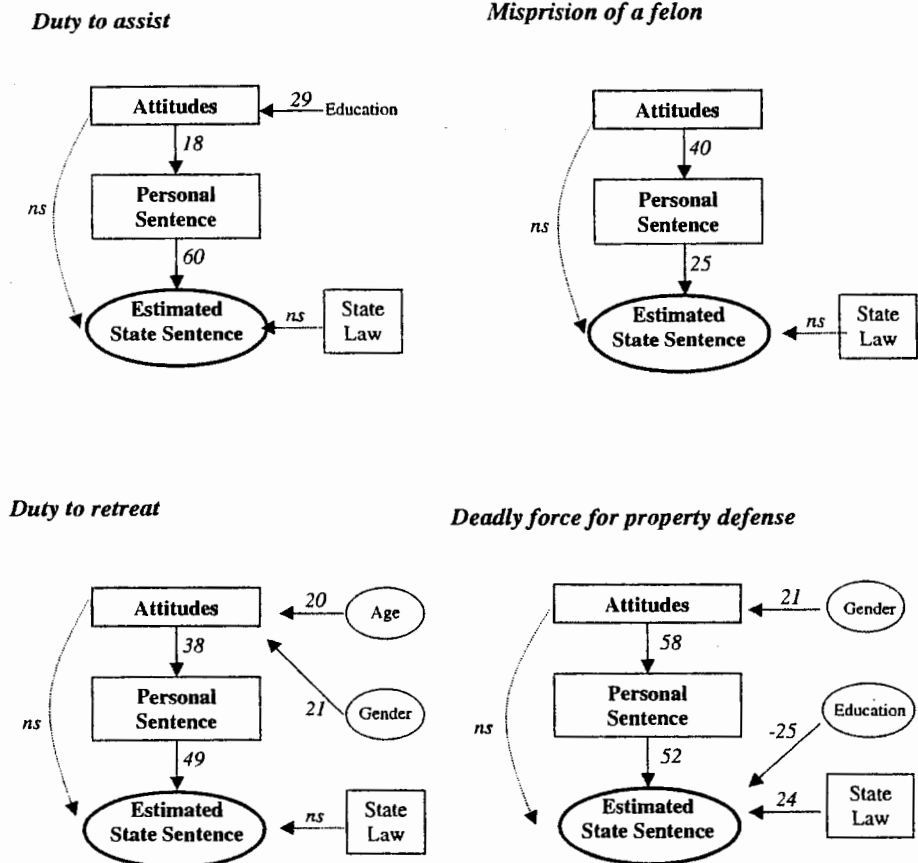 Duty to assist
Attitudes
29
Education
18
Personal
Sentence
ns
60
Estimated
State Sentence
ns
State
Law
Misprision of a felon
Attitudes
40
Personal
Sentence
ns
25
Estimated
State Sentence
ns
State
Law
Duty to retreat
Attitudes
20
Age
38
Personal
Sentence
21
Gender
ns
49
Estimated
State Sentence
ns
State
Law
Deadly force for property defense
Attitudes
21
Gender
58
Personal
Sentence
Education
-25
ns
52
Estimated
State Sentence
24
State
Law